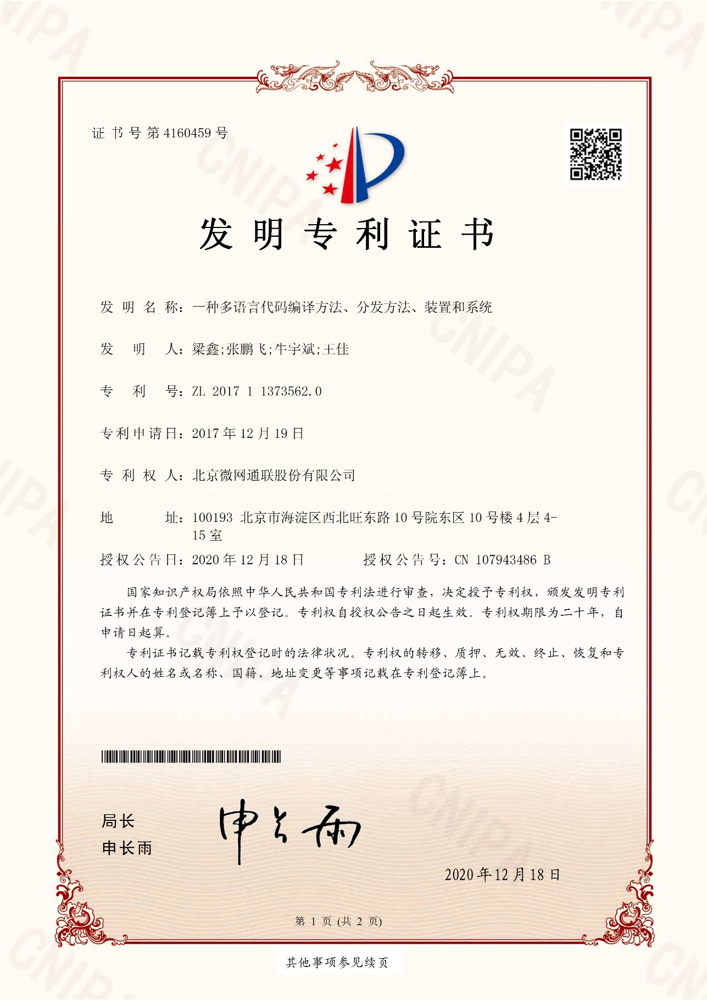 证书号第4160459号
发明专利证书
发明名称：一种多语言代码编译方法、分发方法、装置和系统
发明人：梁鑫;张鹏飞;牛宇斌;王佳
专利号：ZL 2017 1 1373562.0
专利申请日：2017年12月19日
专利权人：北京微网通联股份有限公司
地址：100193 北京市海淀区西北旺东路10号院东区10号楼4层4-
15室
授权公告日：2020年12月18日 授权公告号：CN 107943486 B
国家知识产权局依照中华人民共和国专利法进行审查，决定授予专利权，颁发发明专利
证书并在专利登记簿上予以登记。专利权自授权公告之日起生效。专利权期限为二十年，自
申请日起算。
专利证书记载专利权登记时的法律状况。专利权的转移、质押、无效、终止、恢复和专
利权人的姓名或名称、国籍、地址变更等事项记载在专利登记簿上。
局长
申长雨
申长雨
2020年12月18日
第 1 页 (共 2 页)
其他事项参见续页
CNIPA
CNIPA
CNIPA
CNIPA
CNIPA
CNIPA